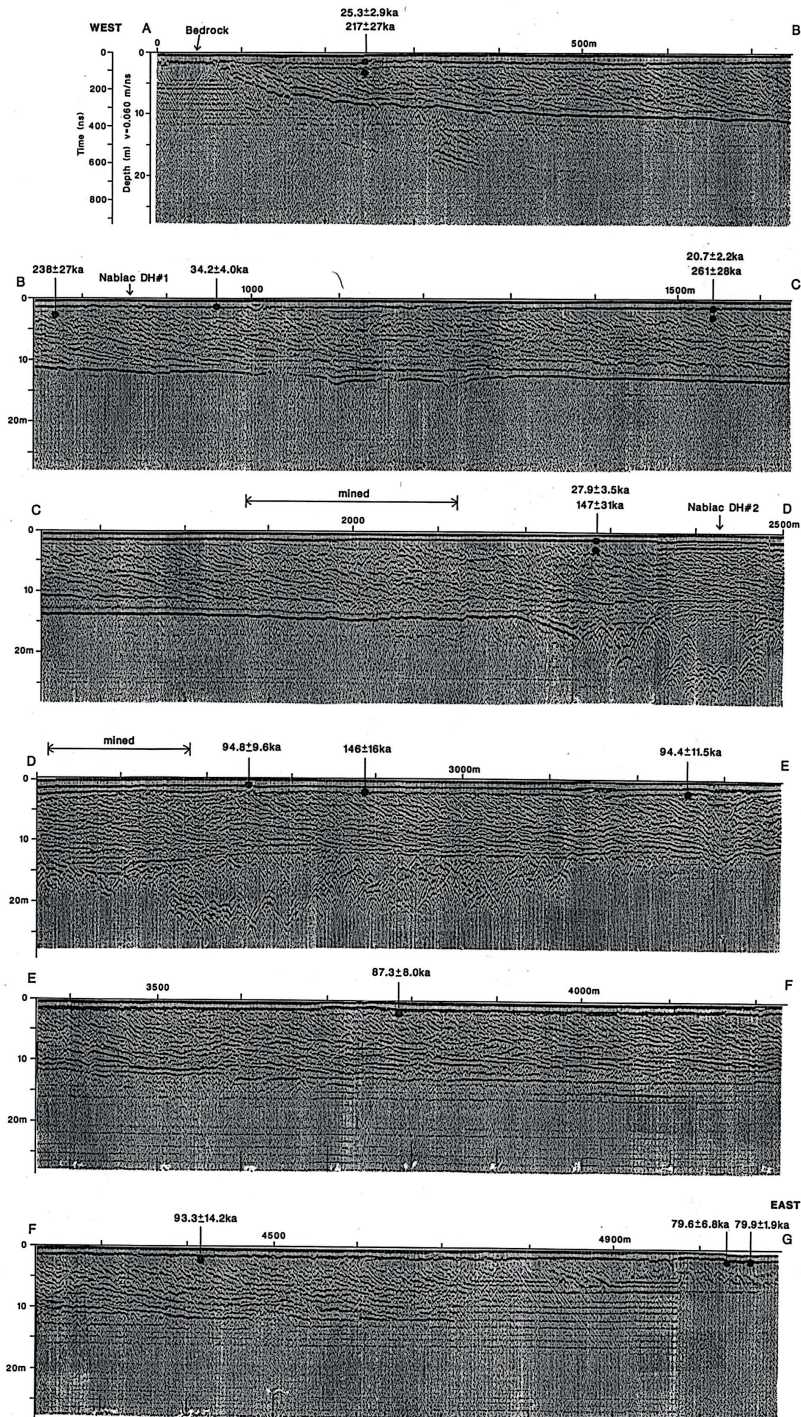 25.3±2.9ka
217±27ka
WEST A Bedrock 0 500m B
0
200
400
600
800
Time (ns)
Depth (m) v=0.060 m/ns
0
10
20
238±27ka Nabiac DH#1 34.2±4.0ka 20.7±2.2ka
261±28ka
B 1000 1500m C
0
10
20m
mined 27.9±3.5ka
147±31ka Nabiac DH#2
C 2000 D
2500m
0
10
20m
mined 94.8±9.6ka 146±16ka 94.4±11.5ka
D 3000m E
0
10
20m
87.3±8.0ka
E 3500 4000m F
0
10
20m
EAST
93.3±14.2ka 79.6±6.8ka 79.9±1.9ka
F 4500 4900m G
0
10
20m